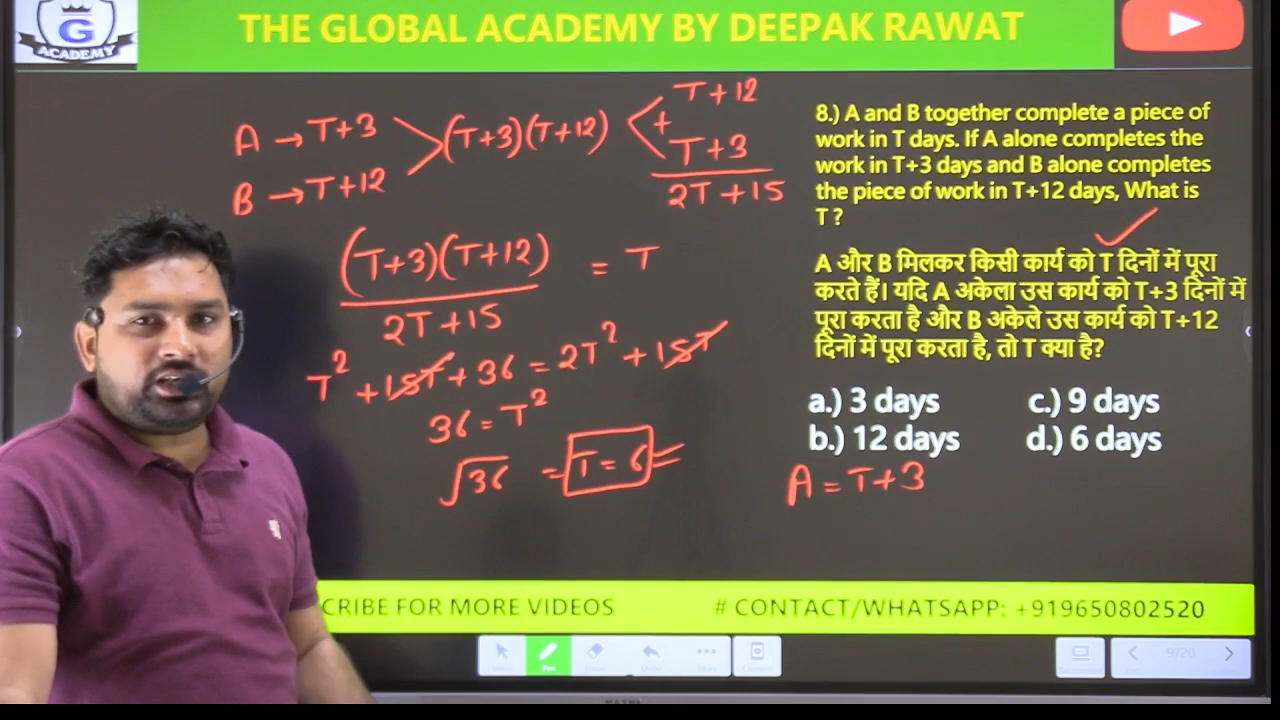 G
ACADEMY
THE GLOBAL ACADEMY BY DEEPAK RAWAT
A → T+3
B → T+12
(T+3)(T+12)
T+12
+
T+3
2T+15
(T+3)(T+12)
2T+15
= T
T² + 15T + 36 = 2T² + 15T
36 = T²
√36 = T = 6
8.) A and B together complete a piece of
work in T days. If A alone completes the
work in T+3 days and B alone completes
the piece of work in T+12 days, What is
T ?
A और B मिलकर किसी कार्य को T दिनों में पूरा
करते हैं। यदि A अकेला उस कार्य को T+3 दिनों में
पूरा करता है और B अकेले उस कार्य को T+12
दिनों में पूरा करता है, तो T क्या है?
a.) 3 days c.) 9 days
b.) 12 days d.) 6 days
A = T+3
CRIBE FOR MORE VIDEOS # CONTACT/WHATSAPP: +919650802520
Pen
9/20